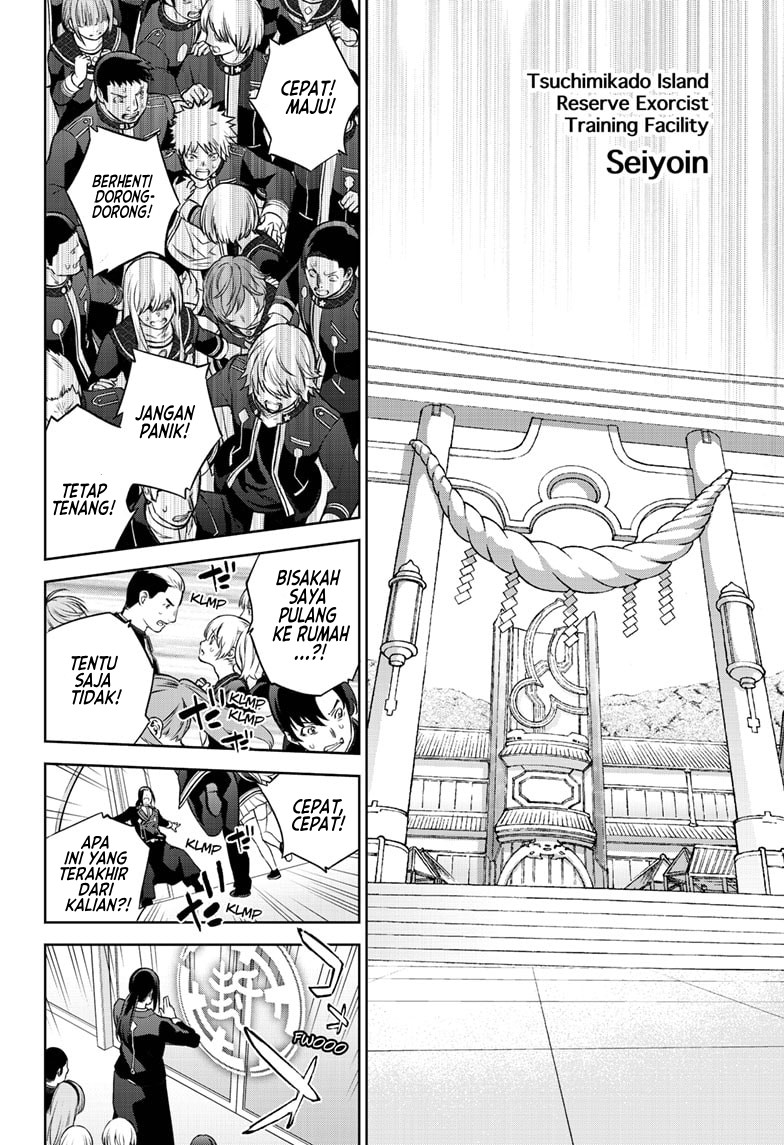 Tsuchimikado Island
Reserve Exorcist
Training Facility
Seiyoin
CEPAT!
MAJU!
BERHENTI
DORONG-
DORONG!
JANGAN
PANIK!
TETAP
TENANG!
BISAKAH
SAYA
PULANG
KE RUMAH
...?!
KLMP
KLMP
TENTU
SAJA
TIDAK!
KLMP
KLMP
CEPAT,
CEPAT!
KLMP
APA
INI YANG
TERAKHIR
DARI
KALIAN?!
KLMP
FWOOO